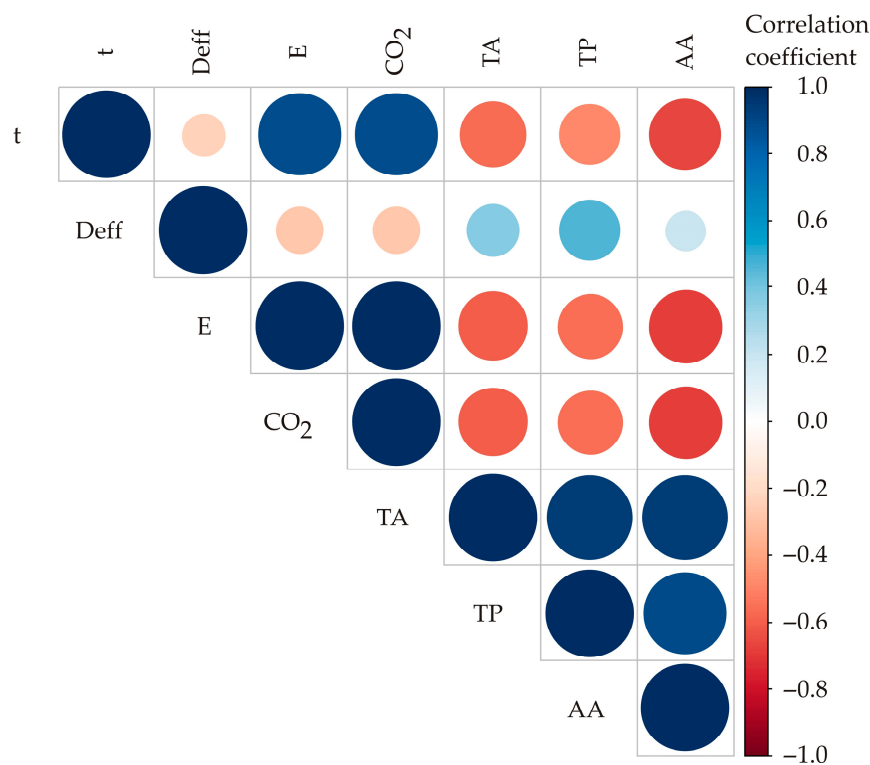 Correlation
coefficient
t Deff E CO₂ TA TP AA
1.0
t
0.8
0.6
Deff
0.4
E
0.2
0.0
CO₂
−0.2
TA
−0.4
TP
−0.6
AA
−0.8
−1.0